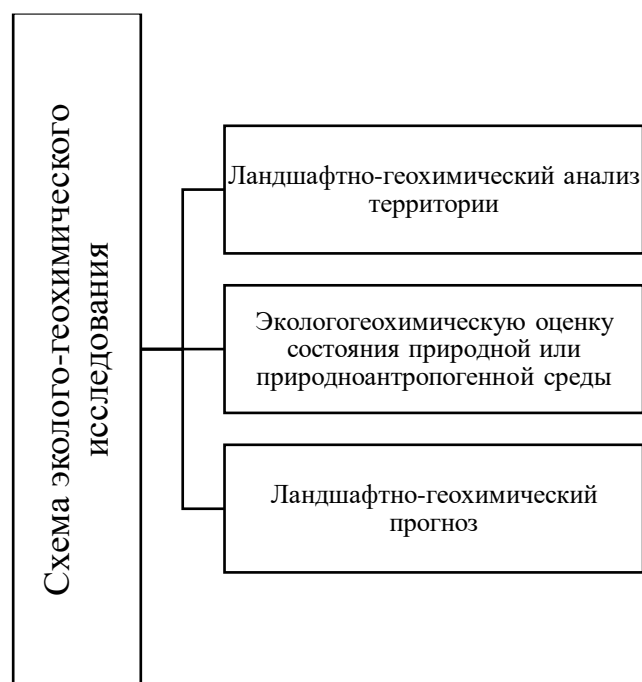 Схема эколого-геохимического
исследования
Ландшафтно-геохимический анализ
территории
Экологогеохимическую оценку
состояния природной или
природноантропогенной среды
Ландшафтно-геохимический
прогноз